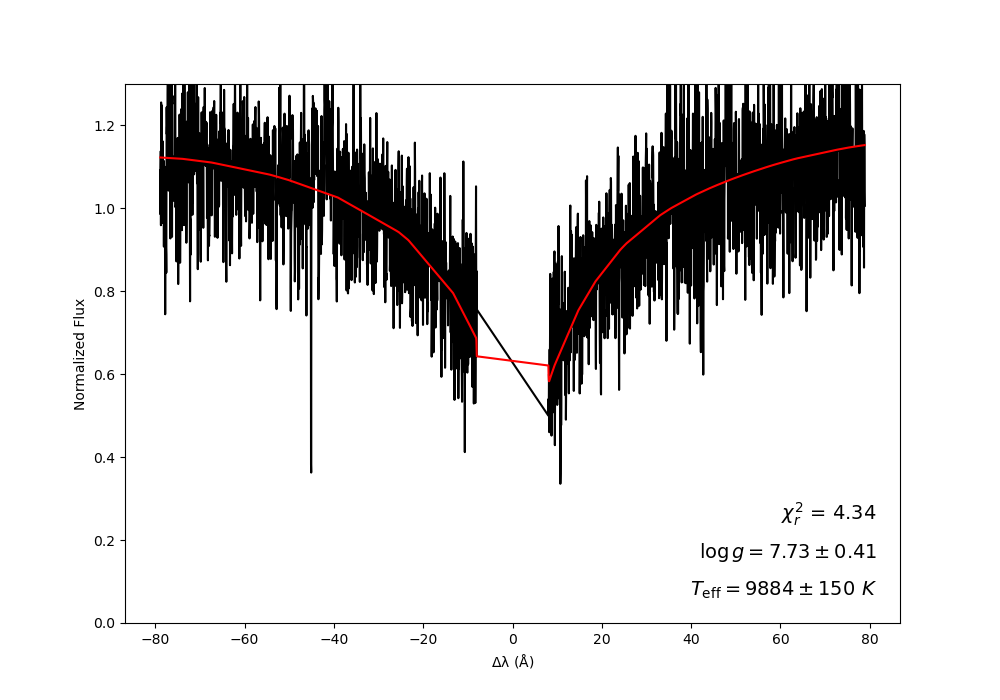 Normalized Flux
1.2
1.0
0.8
0.6
0.4
0.2
0.0
χ²ᵣ = 4.34
log g = 7.73 ± 0.41
T_eff = 9884 ± 150 K
−80 −60 −40 −20 0 20 40 60 80
Δλ (Å)